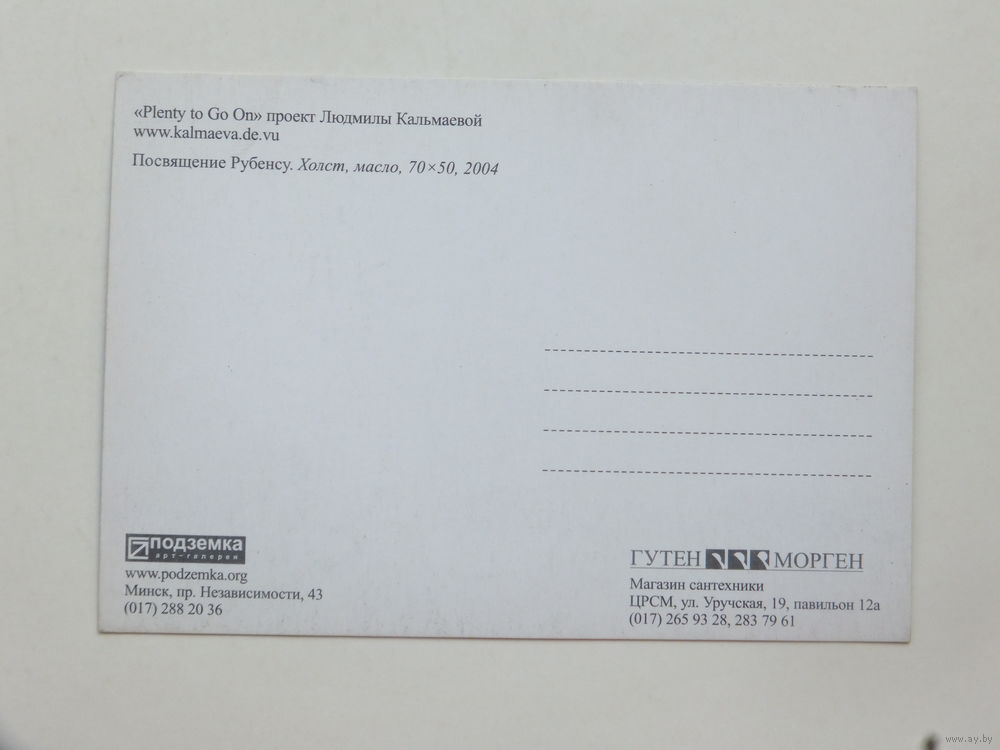 «Plenty to Go On» проект Людмилы Кальмаевой
www.kalmaeva.de.vu
Посвящение Рубенсу. Холст, масло, 70×50, 2004
подземка
арт-галерея
www.podzemka.org
Минск, пр. Независимости, 43
(017) 288 20 36
ГУТЕН МОРГЕН
Магазин сантехники
ЦРСМ, ул. Уручская, 19, павильон 12а
(017) 265 93 28, 283 79 61
www.ay.by